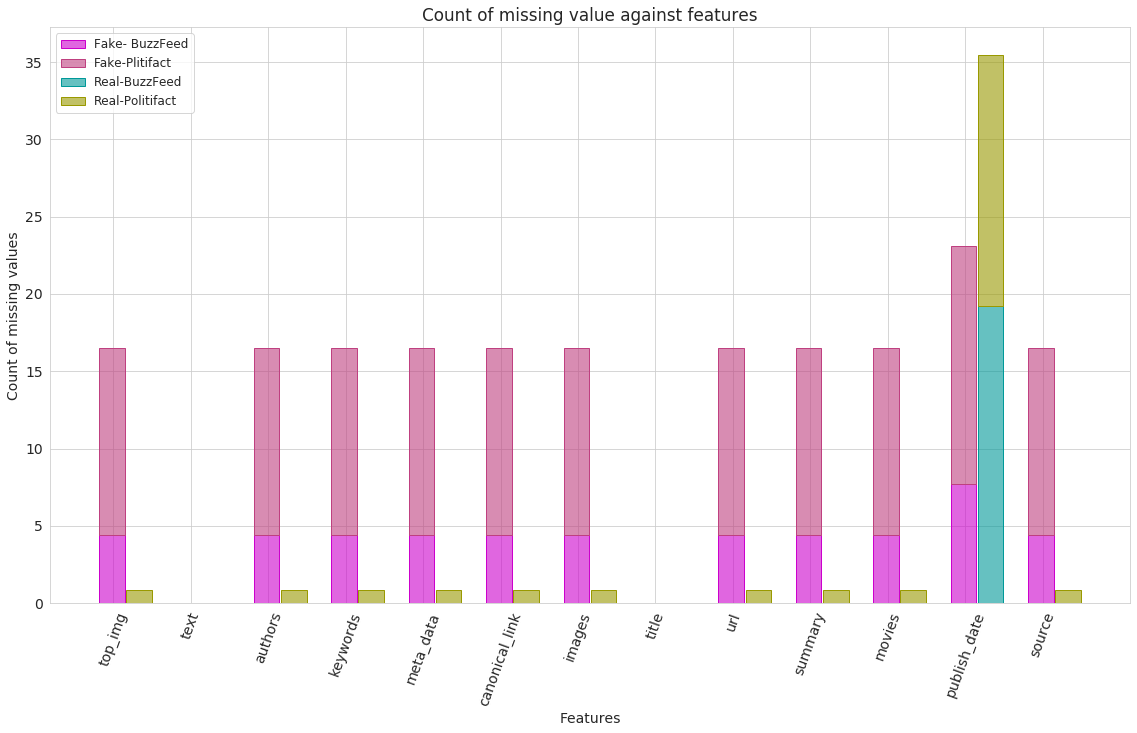 Count of missing value against features
Fake- BuzzFeed
Fake-Plitifact
Real-BuzzFeed
Real-Politifact
Count of missing values
35
30
25
20
15
10
5
0
top_img
text
authors
keywords
meta_data
canonical_link
images
title
url
summary
movies
publish_date
source
Features